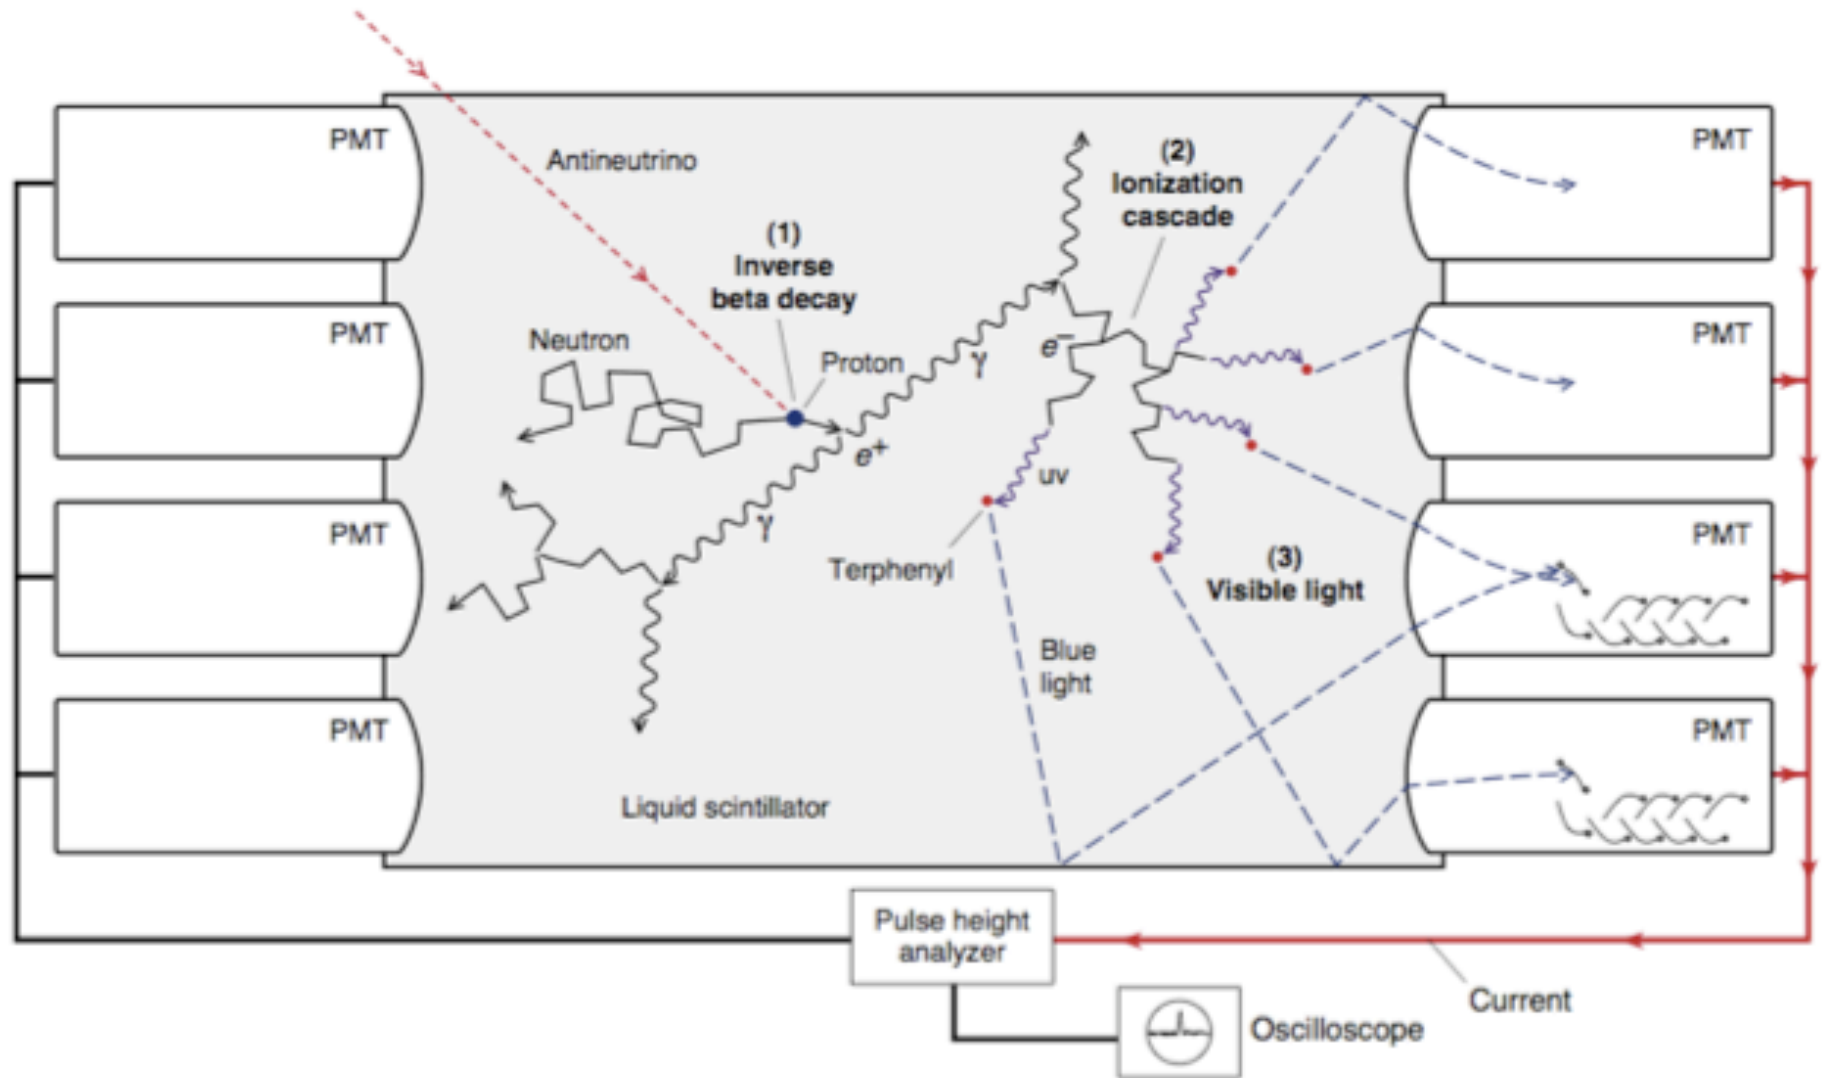 PMT
PMT
PMT
PMT
Antineutrino
(1)
Inverse
beta decay
Neutron
Proton
γ
e⁺
γ
(2)
Ionization
cascade
e⁻
uv
Terphenyl
(3)
Visible light
Blue
light
Liquid scintillator
PMT
PMT
PMT
PMT
Pulse height
analyzer
Current
Oscilloscope